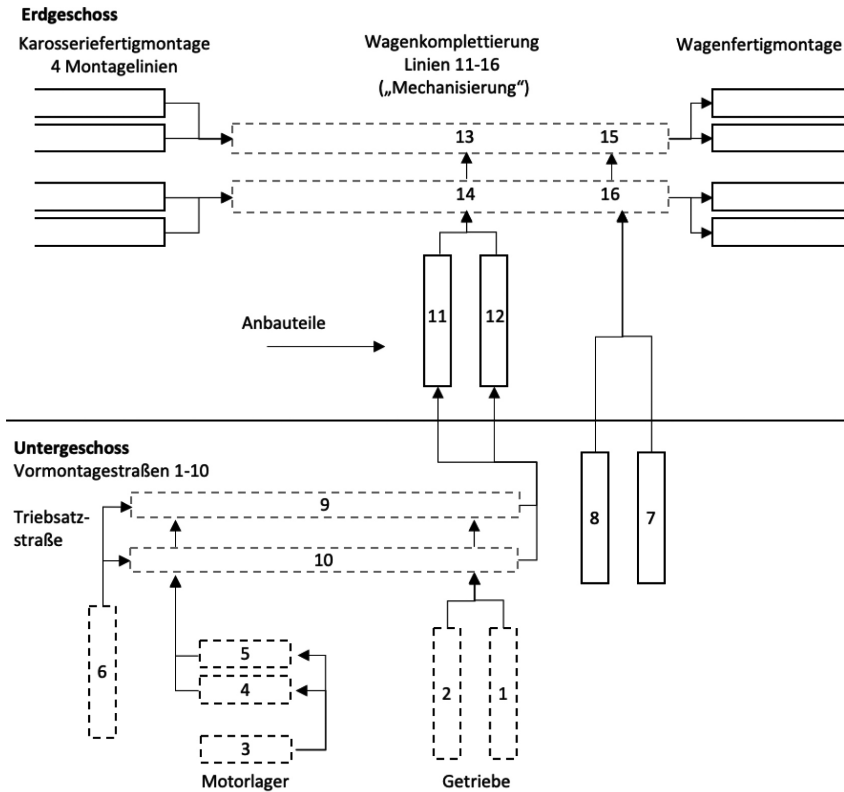 Erdgeschoss
Karosseriefertigmontage
4 Montagelinien
Wagenkomplettierung
Linien 11-16
(„Mechanisierung“)
Wagenfertigmontage
13
15
14
16
11
12
Anbauteile
Untergeschoss
Vormontagestraßen 1-10
Triebsatz-
straße
9
10
8
7
6
5
4
3
2
1
Motorlager
Getriebe